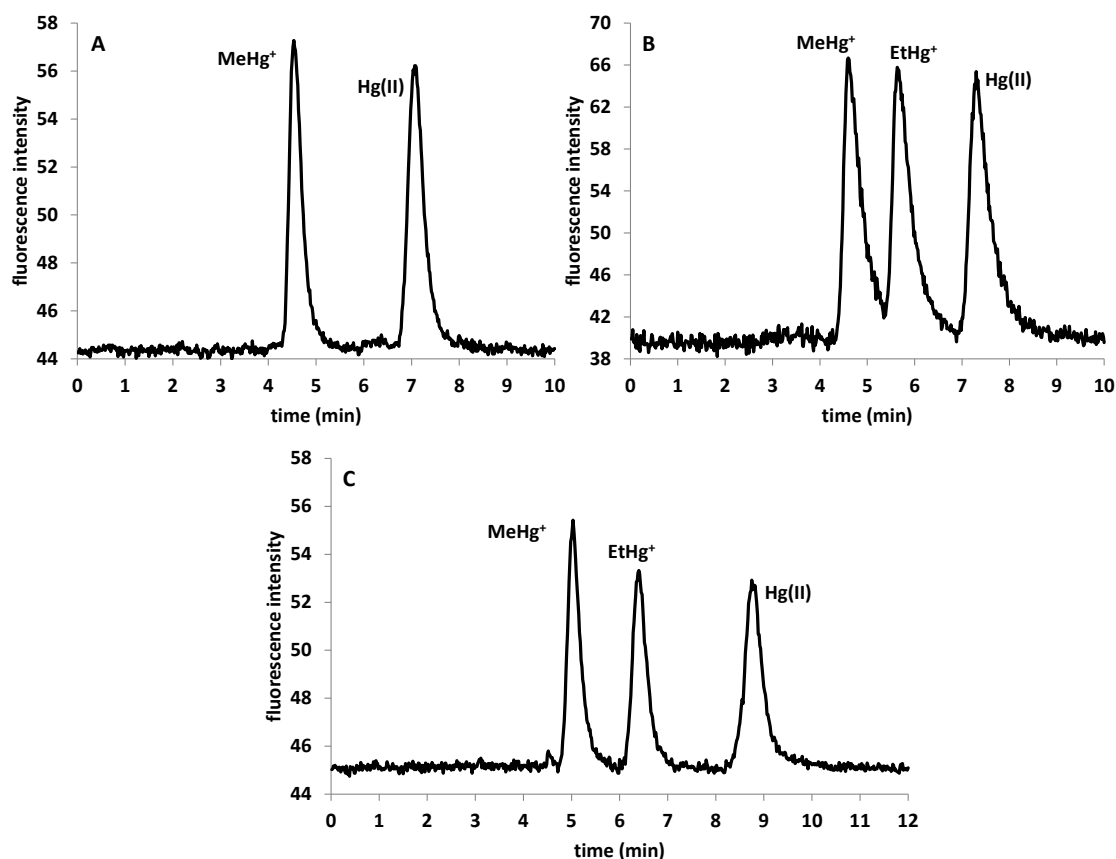 A
MeHg⁺
Hg(II)
58
56
54
52
50
48
46
44
fluorescence intensity
0 1 2 3 4 5 6 7 8 9 10
time (min)
B
MeHg⁺
EtHg⁺
Hg(II)
70
66
62
58
54
50
46
42
38
fluorescence intensity
0 1 2 3 4 5 6 7 8 9 10
time (min)
C
MeHg⁺
EtHg⁺
Hg(II)
58
56
54
52
50
48
46
44
fluorescence intensity
0 1 2 3 4 5 6 7 8 9 10 11 12
time (min)